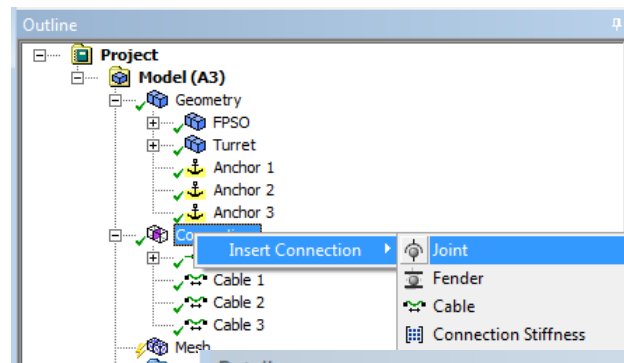 Outline
Project
Model (A3)
Geometry
FPSO
Turret
Anchor 1
Anchor 2
Anchor 3
Insert Connection
Joint
Fender
Cable 1
Cable
Cable 2
Cable 3
Connection Stiffness
Mesh